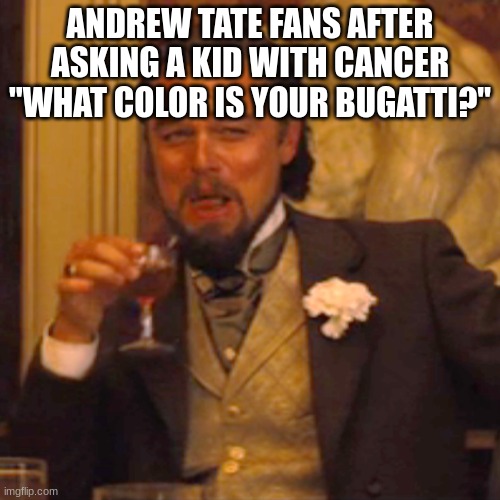 ANDREW TATE FANS AFTER
ASKING A KID WITH CANCER
"WHAT COLOR IS YOUR BUGATTI?"
imgflip.com